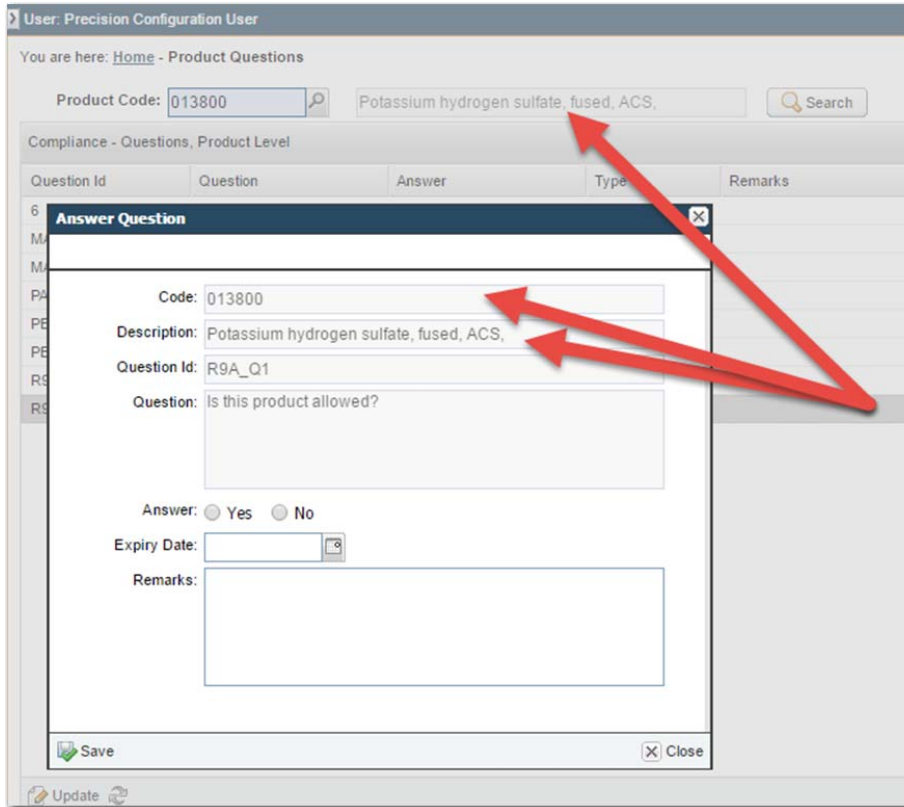 User: Precision Configuration User
You are here: Home - Product Questions
Product Code: 013800 Potassium hydrogen sulfate, fused, ACS, Search
Compliance - Questions, Product Level
Question Id Question Answer Type Remarks
6
Answer Question
Code: 013800
Description: Potassium hydrogen sulfate, fused, ACS,
Question Id: R9A_Q1
Question: Is this product allowed?
Answer: Yes No
Expiry Date:
Remarks:
Save Close
Update